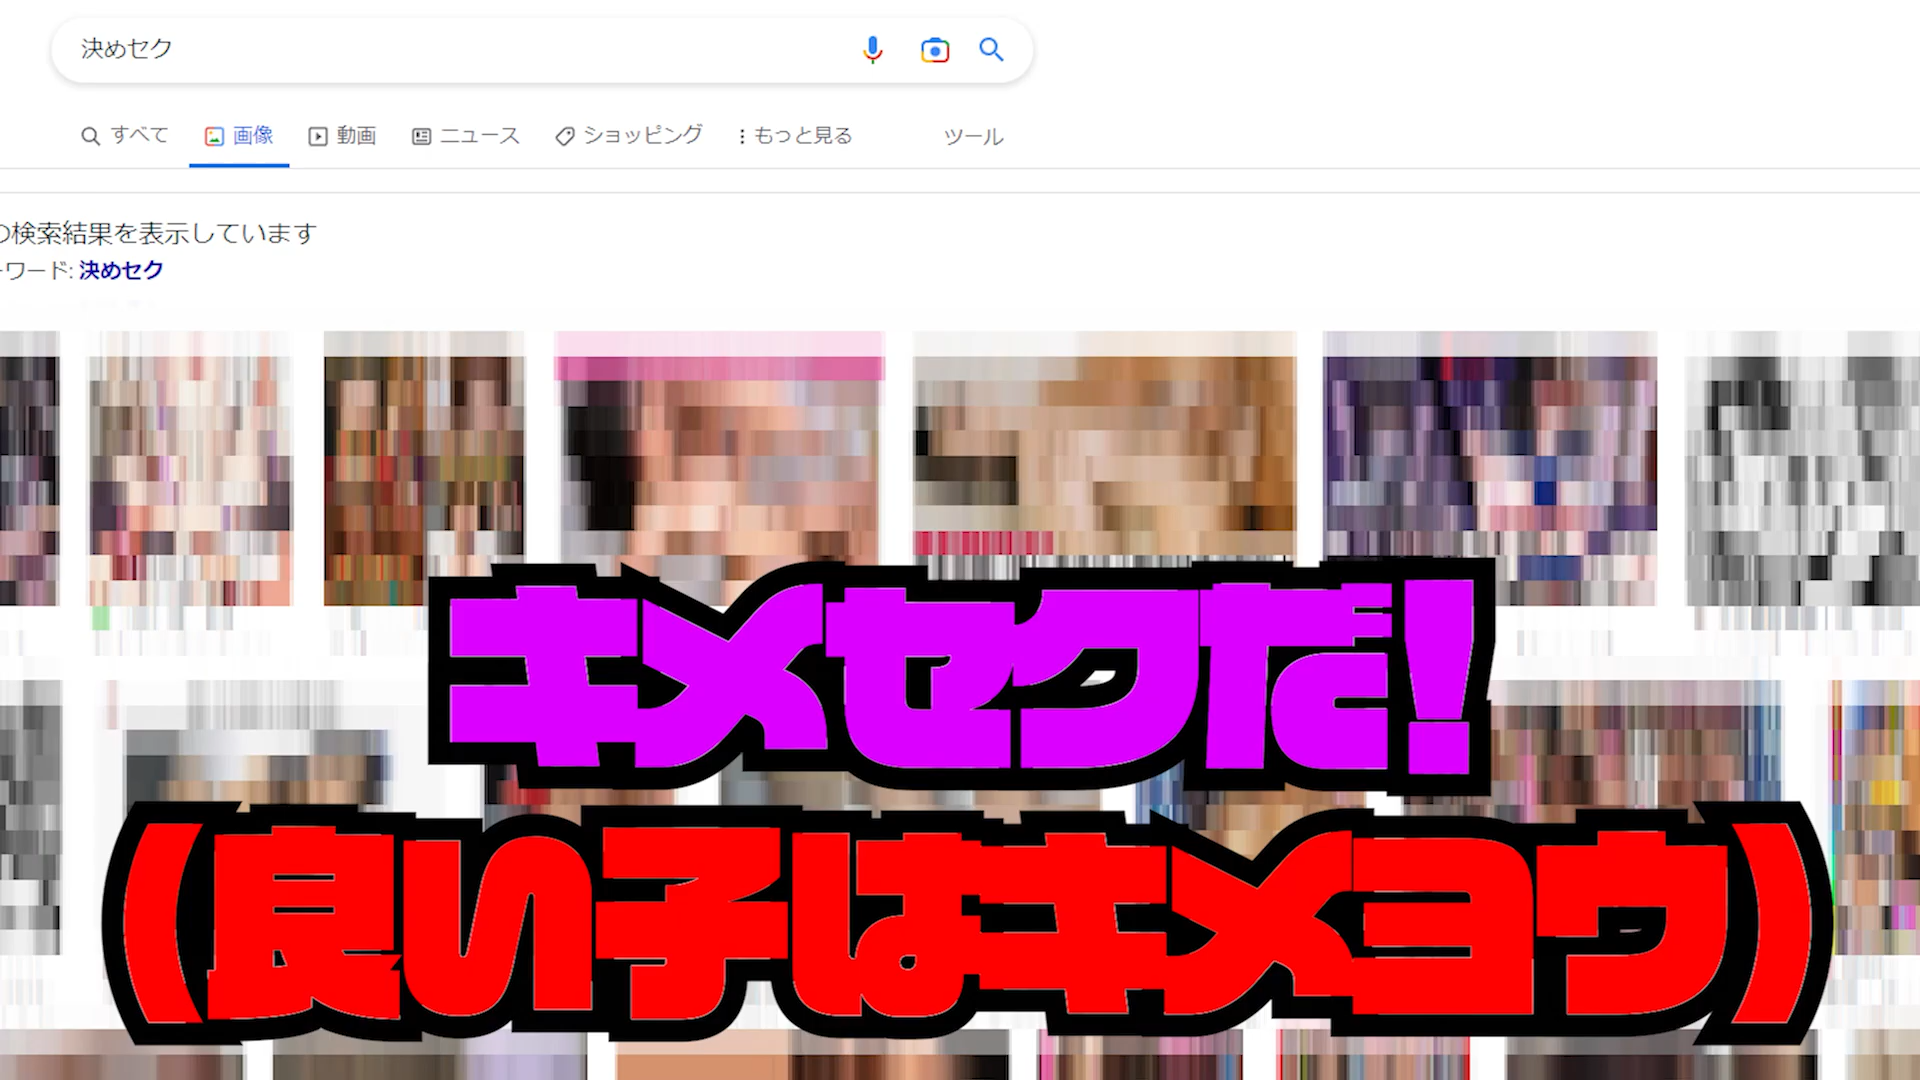 決めセク
すべて 画像 動画 ニュース ショッピング もっと見る ツール
の検索結果を表示しています
ーワード: 決めセク
キメセクだ!
(良い子はキメヨウ)